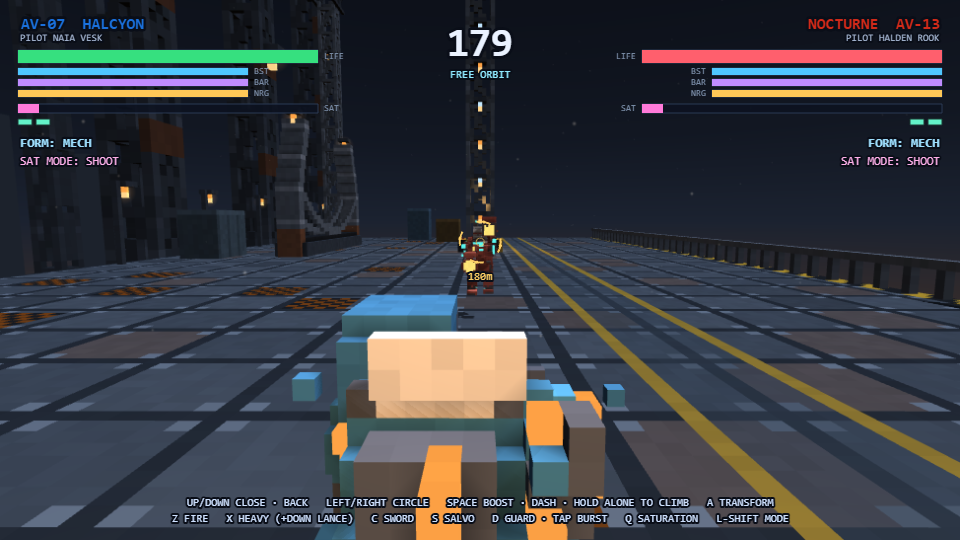 AV-07 HALCYON
PILOT NAIA VESK
LIFE
BST
BAR
NRG
SAT
FORM: MECH
SAT MODE: SHOOT
179
FREE ORBIT
NOCTURNE AV-13
PILOT HALDEN ROOK
LIFE
BST
BAR
NRG
SAT
FORM: MECH
SAT MODE: SHOOT
180m
UP/DOWN CLOSE · BACK LEFT/RIGHT CIRCLE SPACE BOOST · DASH · HOLD ALONE TO CLIMB A TRANSFORM
Z FIRE X HEAVY (+DOWN LANCE) C SWORD S SALVO D GUARD · TAP BURST Q SATURATION L-SHIFT MODE